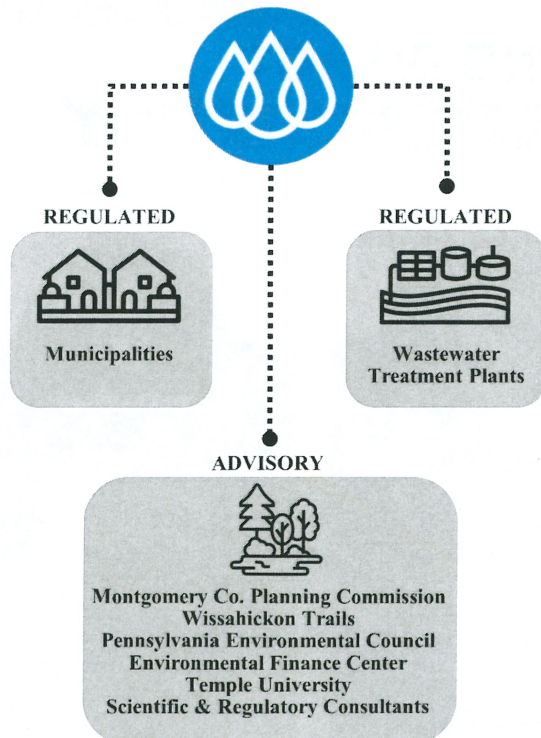 REGULATED
Municipalities
REGULATED
Wastewater
Treatment Plants
ADVISORY
Montgomery Co. Planning Commission
Wissahickon Trails
Pennsylvania Environmental Council
Environmental Finance Center
Temple University
Scientific & Regulatory Consultants